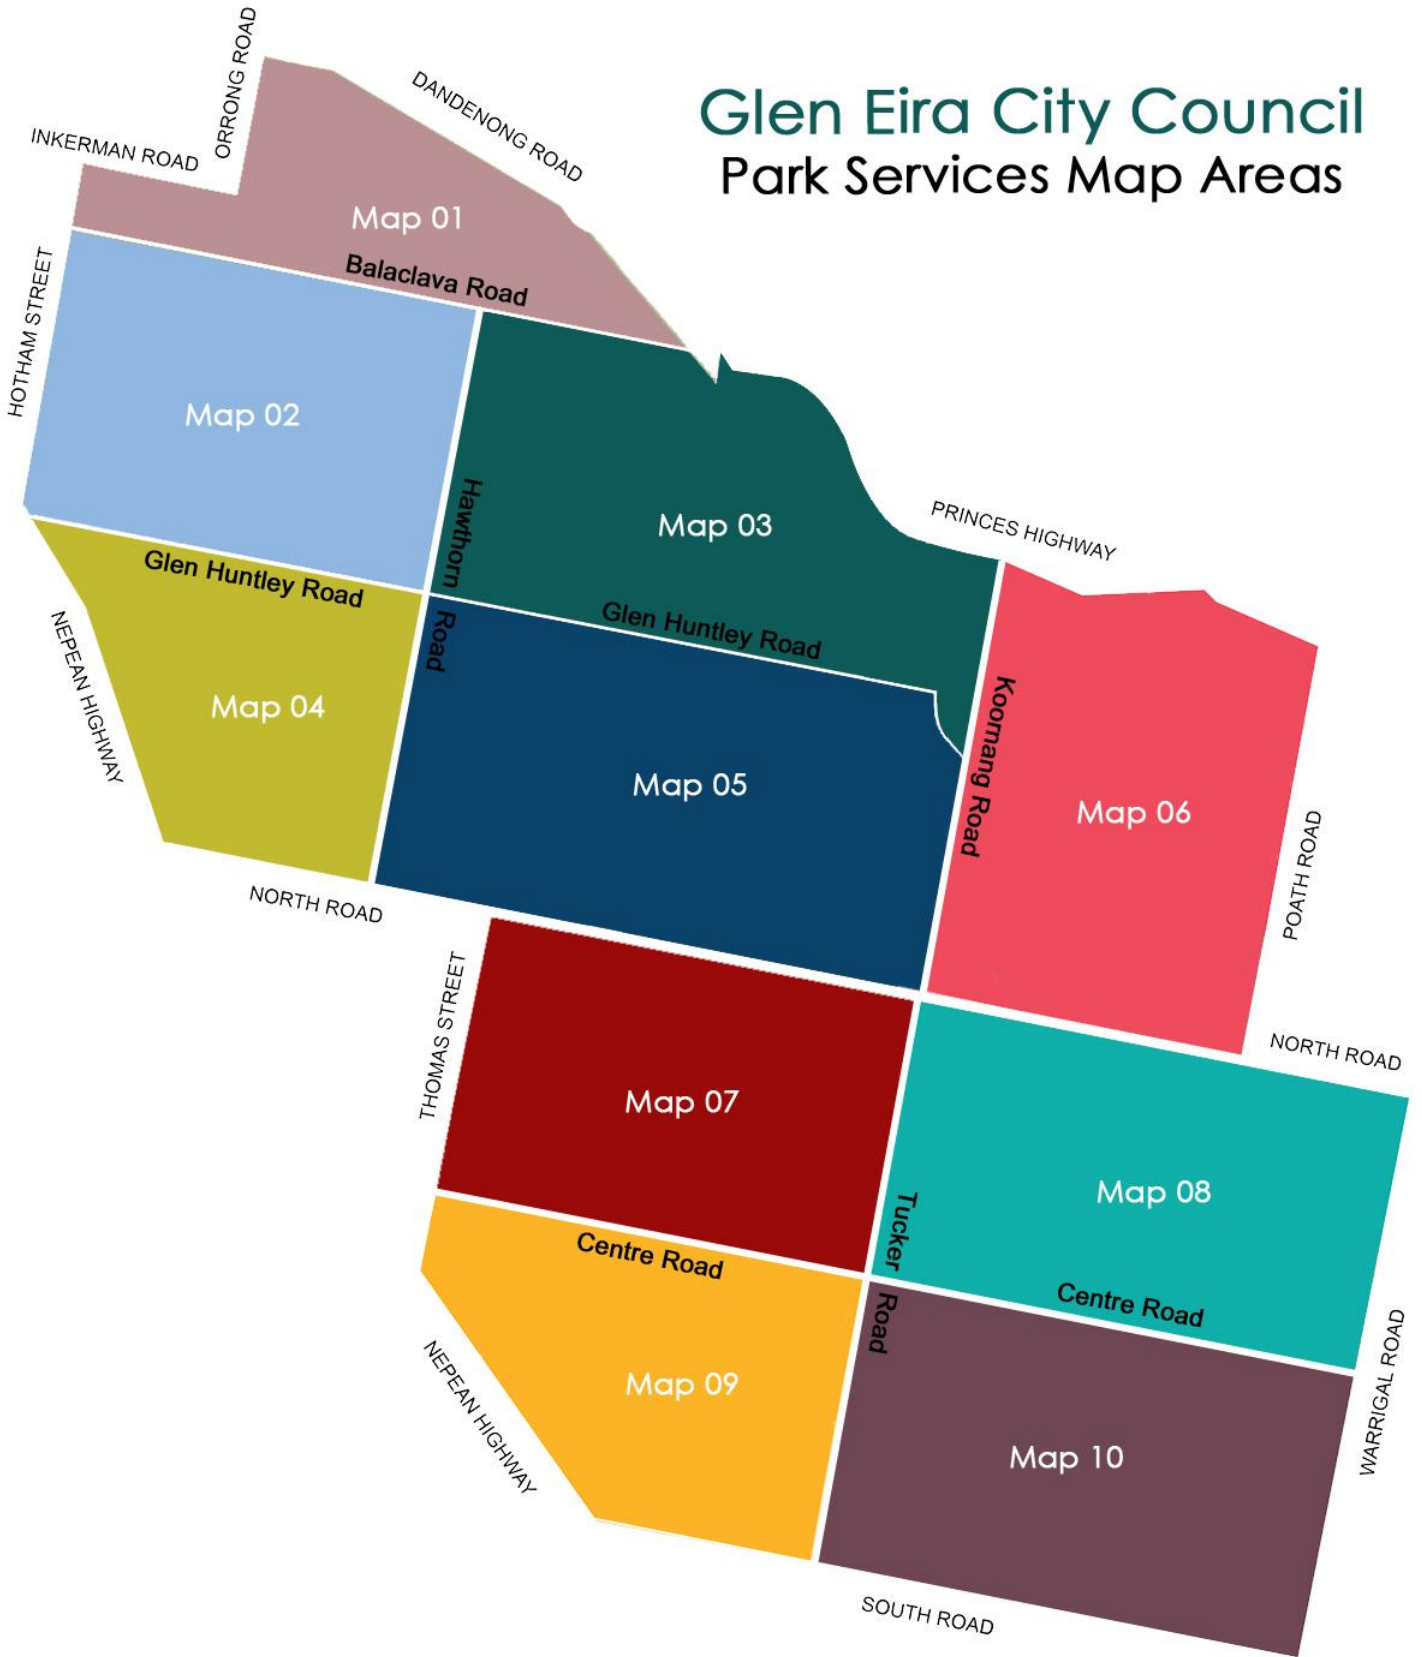 Glen Eira City Council
Park Services Map Areas
ORRONG ROAD
DANDENONG ROAD
INKERMAN ROAD
Map 01
Balaclava Road
HOTHAM STREET
Map 02
Hawthorn
Road
Map 03
PRINCES HIGHWAY
Glen Huntley Road
Glen Huntley Road
NEPEAN HIGHWAY
Map 04
Map 05
Koornang Road
Map 06
POATH ROAD
NORTH ROAD
THOMAS STREET
NORTH ROAD
Map 07
Map 08
Tucker
Road
Centre Road
Centre Road
WARRIGAL ROAD
NEPEAN HIGHWAY
Map 09
Map 10
SOUTH ROAD